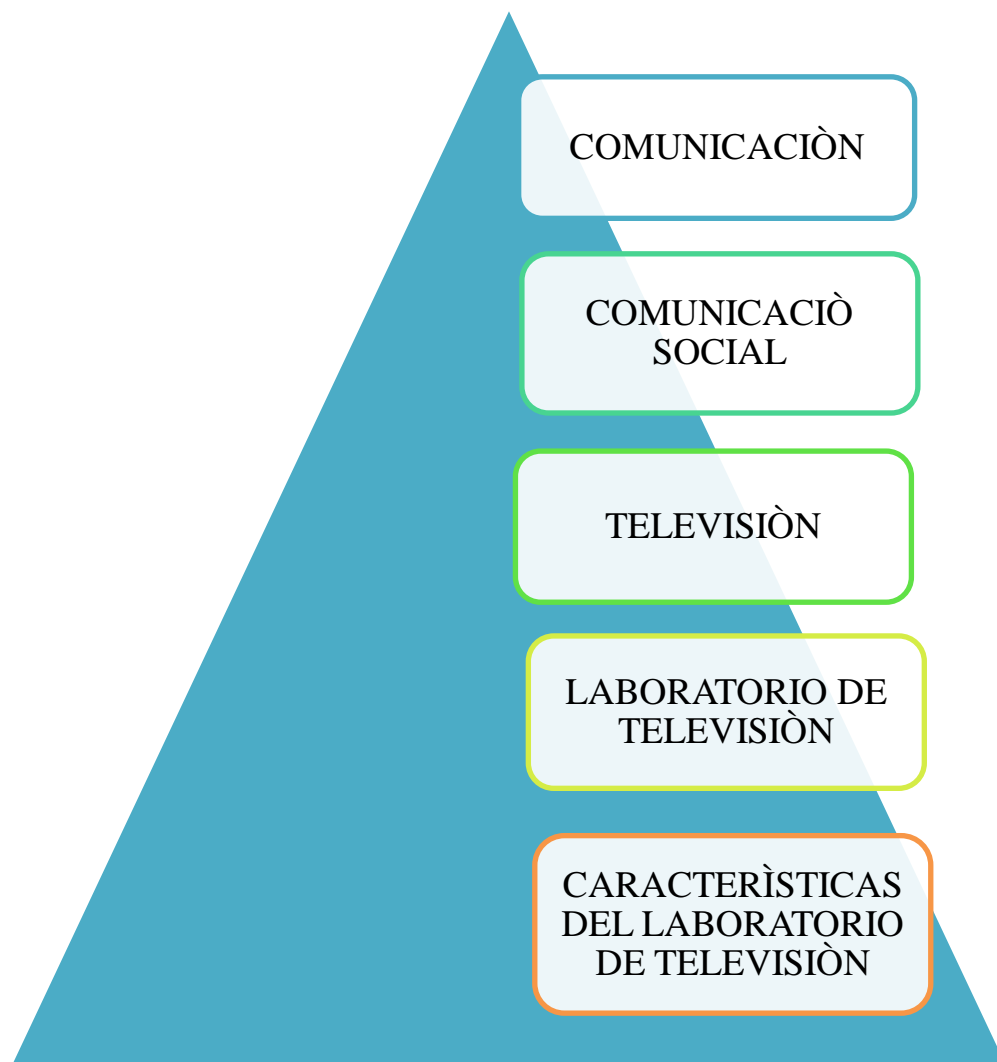 COMUNICACIÒN
COMUNICACIÒ
SOCIAL
TELEVISIÒN
LABORATORIO DE
TELEVISIÒN
CARACTERÌSTICAS
DEL LABORATORIO
DE TELEVISIÒN